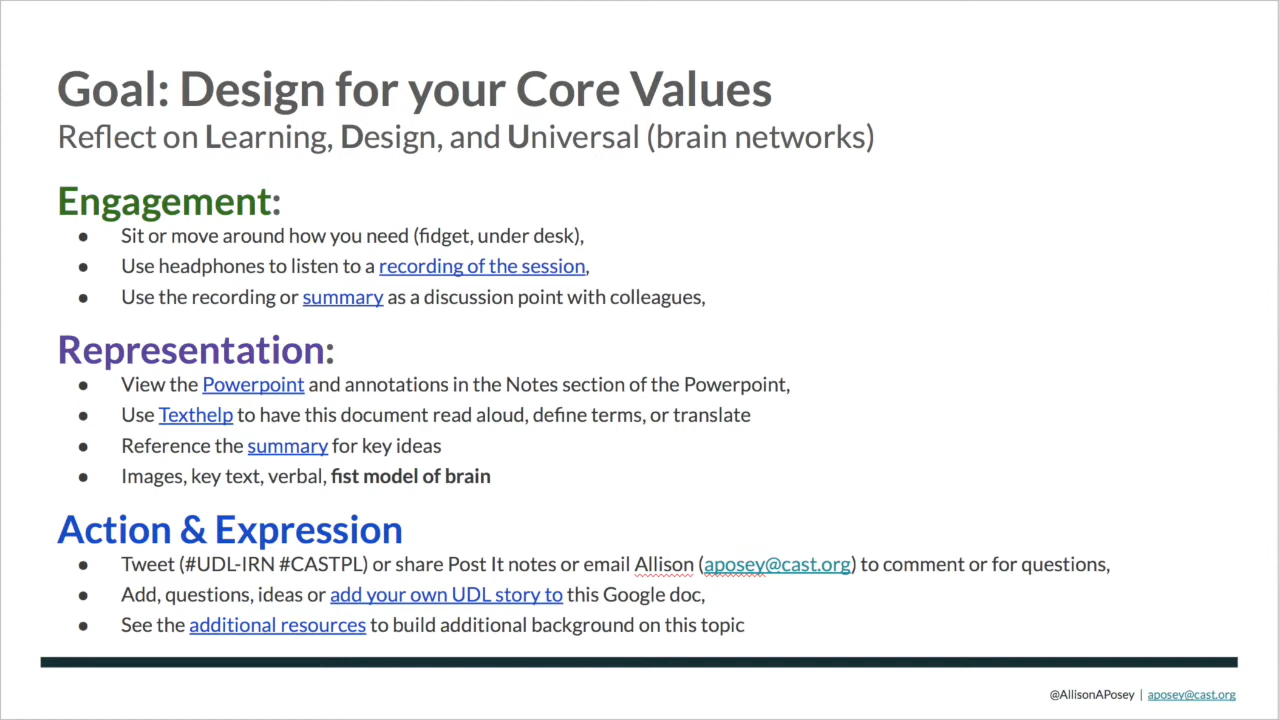 Goal: Design for your Core Values
Reflect on Learning, Design, and Universal (brain networks)
Engagement:
● Sit or move around how you need (fidget, under desk),
● Use headphones to listen to a recording of the session,
● Use the recording or summary as a discussion point with colleagues,
Representation:
● View the Powerpoint and annotations in the Notes section of the Powerpoint,
● Use Texthelp to have this document read aloud, define terms, or translate
● Reference the summary for key ideas
● Images, key text, verbal, fist model of brain
Action & Expression
● Tweet (#UDL-IRN #CASTPL) or share Post It notes or email Allison (aposey@cast.org) to comment or for questions,
● Add, questions, ideas or add your own UDL story to this Google doc,
● See the additional resources to build additional background on this topic
@AllisonAPosey | aposey@cast.org